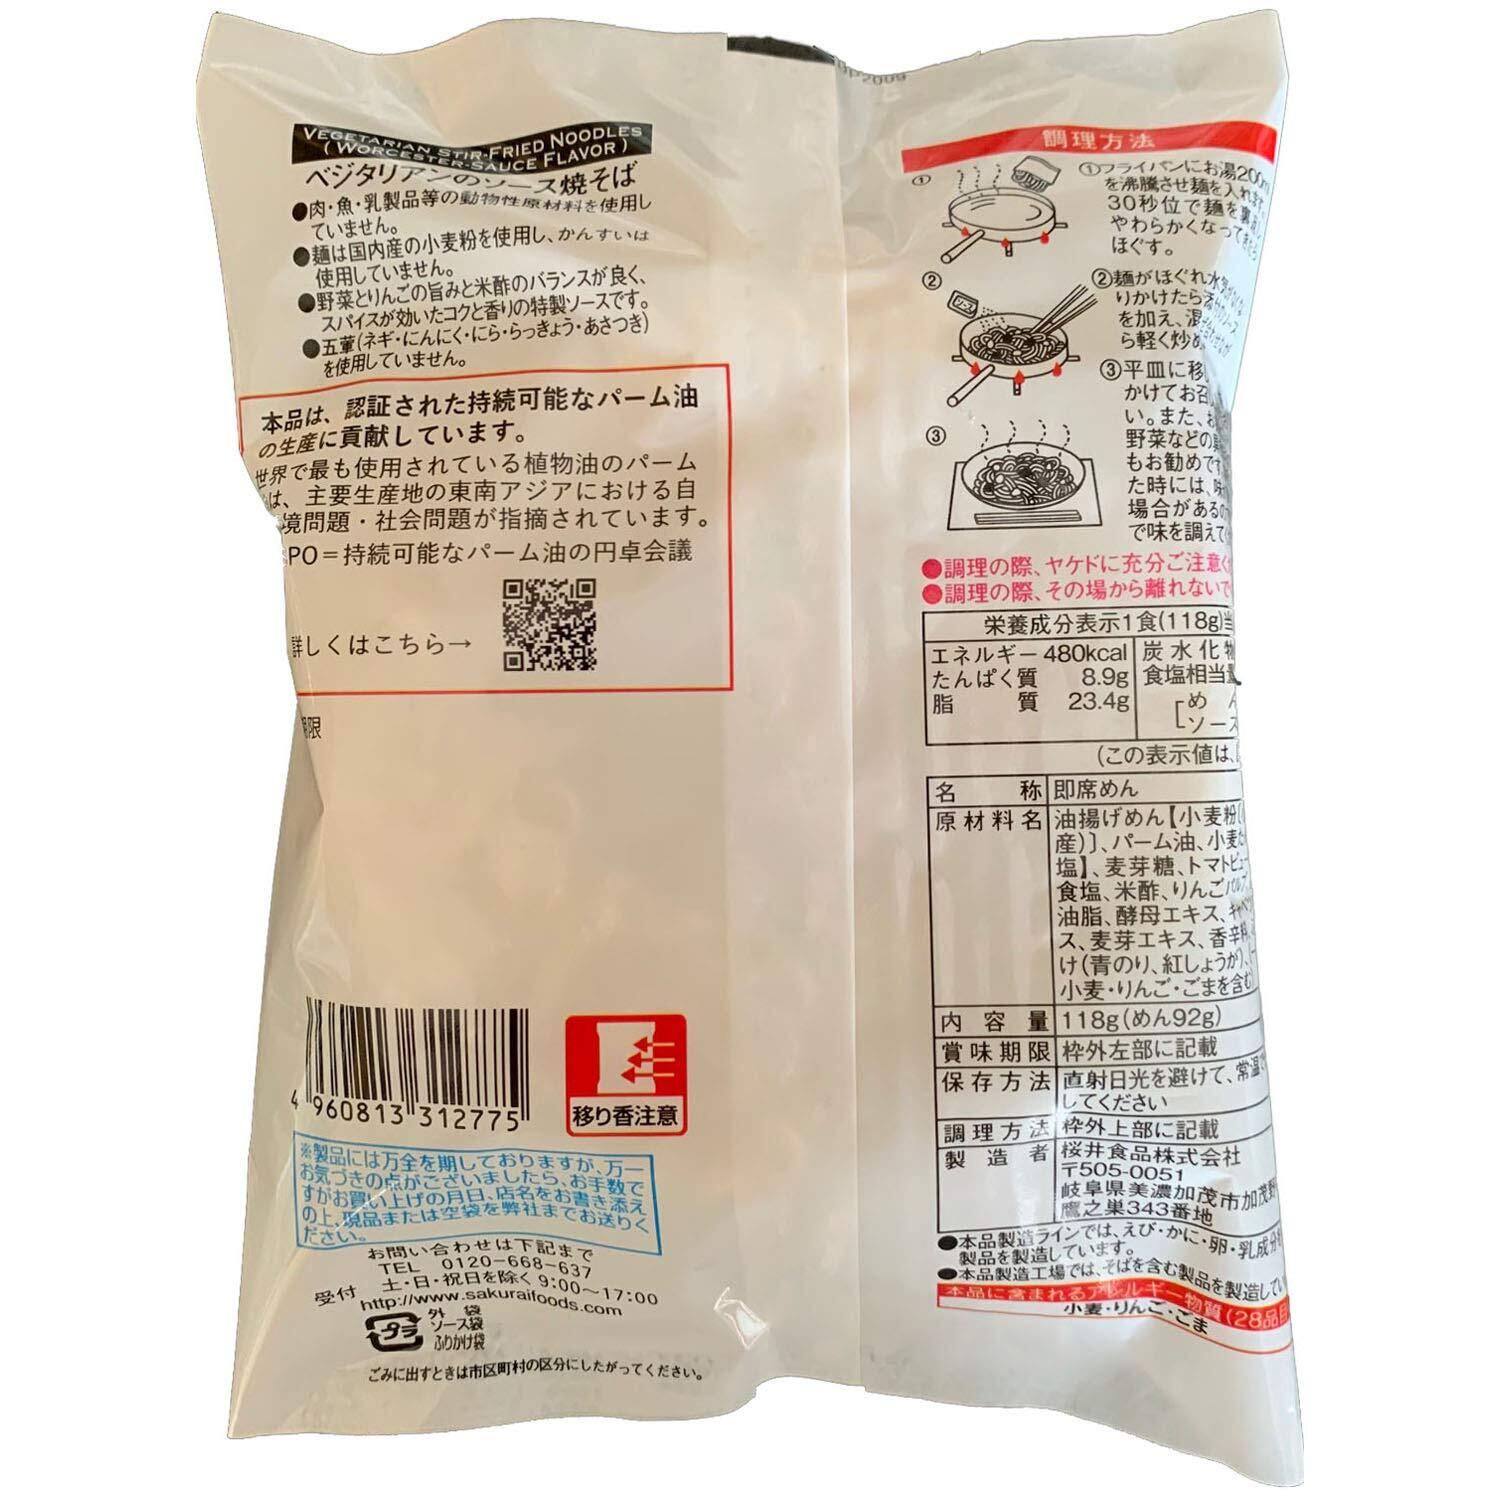 VEGETARIAN STIR-FRIED NOODLES
(WORCESTER-SAUCE FLAVOR)
ベジタリアンのソース焼そば
●肉・魚・乳製品等の動物性原材料を使用し
ていません。
●麺は国内産の小麦粉を使用し、かんすいは
使用していません。
●野菜とりんごの旨みと米酢のバランスが良く、
スパイスが効いたコクと香りの特製ソースです。
●五葷(ネギ・にんにく・にら・らっきょう・あさつき)
を使用していません。
本品は、認証された持続可能なパーム油
の生産に貢献しています。
世界で最も使用されている植物油のパーム
は、主要生産地の東南アジアにおける自
境問題・社会問題が指摘されています。
PO=持続可能なパーム油の円卓会議
詳しくはこちら→
限
4 960813 312775
移り香注意
※製品には万全を期しておりますが、万一
お気づきの点がございましたら、お手数で
すがお買い上げの月日、店名をお書き添え
の上、現品または空袋を弊社までお送りく
ださい。
お問い合わせは下記まで
TEL 0120-668-637
受付 土・日・祝日を除く9:00〜17:00
http://www.sakuraifoods.com
プラ
外袋
ソース袋
ふりかけ袋
ごみに出すときは市区町村の区分にしたがってください。
調理方法
①
①フライパンにお湯200m
を沸騰させ麺を入れます
30秒位で麺を裏
やわらかくなって
ほぐす。
②
ソース
②麺がほぐれ水
りかけたら
を加え、混
ら軽く炒め
③
③平皿に移
かけてお召
い。また、お
野菜などの
もお勧めです
た時には、味
場合があるの
で味を調えて
●調理の際、ヤケドに充分ご注意く
●調理の際、その場から離れないで
栄養成分表示1食(118g)当
エネルギー 480kcal 炭水化物
たんぱく質 8.9g 食塩相当量
脂質 23.4g [めん
ソース
(この表示値は、
名称 即席めん
原材料名 油揚げめん【小麦粉(
産)〕、パーム油、小麦た
塩】、麦芽糖、トマトピュー
食塩、米酢、りんごパルプ
油脂、酵母エキス、キャベツ
ス、麦芽エキス、香辛料
け(青のり、紅しょうが)
小麦・りんご・ごまを含む)
内容量 118g(めん92g)
賞味期限 枠外左部に記載
保存方法 直射日光を避けて、常温で
してください
調理方法 枠外上部に記載
製造者 桜井食品株式会社
〒505-0051
岐阜県美濃加茂市加茂野
鷹之巣343番地
●本品製造ラインでは、えび・かに・卵・乳成分
製品を製造しています。
●本品製造工場では、そばを含む製品を製造してい
本品に含まれるアレルギー物質(28品目
小麦・りんご・ごま